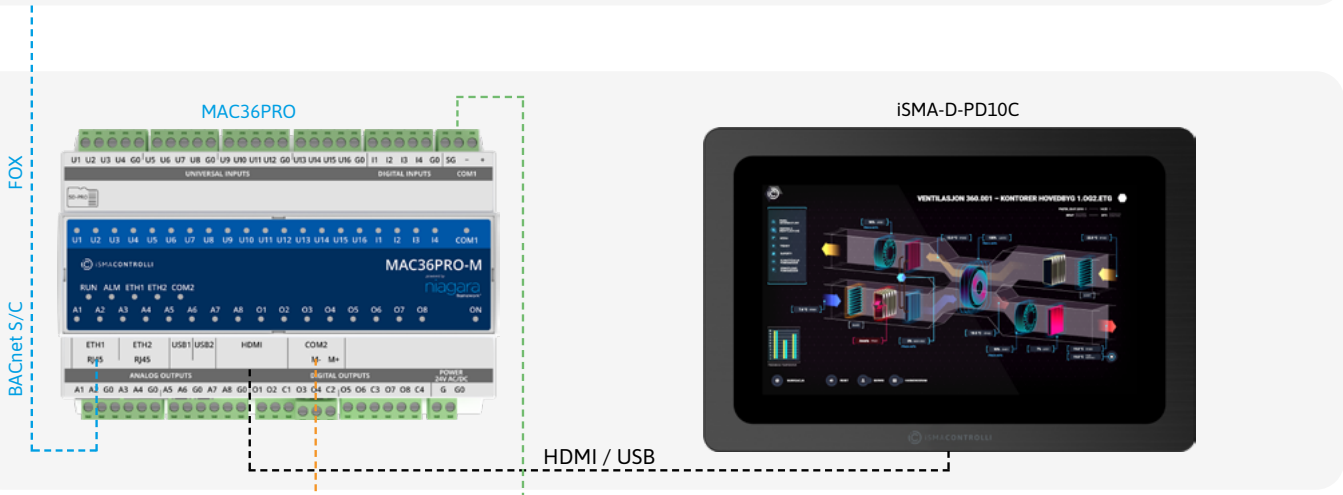 MAC36PRO
iSMA-D-PD10C
FOX
BACnet S/C
U1 U2 U3 U4 G0 U5 U6 U7 U8 G0 U9 U10 U11 U12 G0 U13 U14 U15 U16 G0 I1 I2 I3 I4 G0 SG - +
UNIVERSAL INPUTS DIGITAL INPUTS COM1
U1 U2 U3 U4 U5 U6 U7 U8 U9 U10 U11 U12 U13 U14 U15 U16 I1 I2 I3 I4 COM1
iSMACONTROLLI
MAC36PRO-M
niagara
RUN ALM ETH1 ETH2 COM2
A1 A2 A3 A4 A5 A6 A7 A8 O1 O2 O3 O4 O5 O6 O7 O8 ON
ETH1 ETH2 USB1 USB2 HDMI COM2
RJ45 RJ45 M- M+
ANALOG OUTPUTS DIGITAL OUTPUTS POWER
24V AC/DC
A1 A2 G0 A3 A4 G0 A5 A6 G0 A7 A8 G0 O1 O2 C1 O3 O4 C2 O5 O6 C3 O7 O8 C4 G G0
VENTILASJON 360.001 – KONTORER HOVEDBYG 1.OG2.ETG
iSMACONTROLLI
HDMI / USB